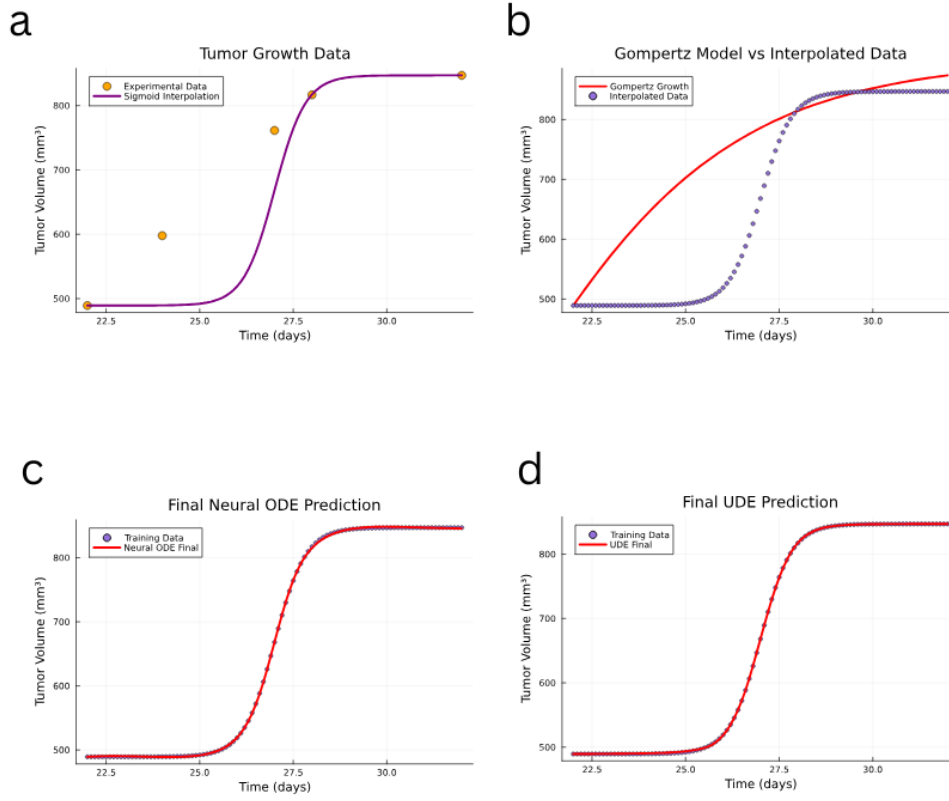 a
Tumor Growth Data
Experimental Data
Sigmoid Interpolation
Tumor Volume (mm³)
800
700
600
500
22.5 25.0 27.5 30.0
Time (days)
b
Gompertz Model vs Interpolated Data
Gompertz Growth
Interpolated Data
Tumor Volume (mm³)
800
700
600
500
22.5 25.0 27.5 30.0
Time (days)
c
Final Neural ODE Prediction
Training Data
Neural ODE Final
Tumor Volume (mm³)
800
700
600
500
22.5 25.0 27.5 30.0
Time (days)
d
Final UDE Prediction
Training Data
UDE Final
Tumor Volume (mm³)
800
700
600
500
22.5 25.0 27.5 30.0
Time (days)